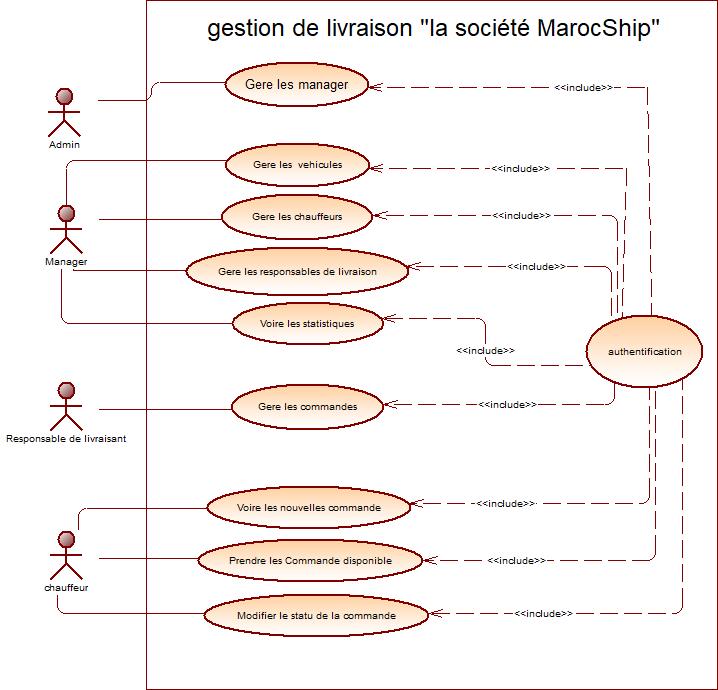 gestion de livraison "la société MarocShip"
Gere les manager
<<include>>
Admin
Gere les vehicules
<<include>>
Gere les chauffeurs
<<include>>
Manager
Gere les responsables de livraison
<<include>>
Voire les statistiques
<<include>>
authentification
Gere les commandes
<<include>>
Responsable de livraisant
Voire les nouvelles commande
<<include>>
Prendre les Commande disponible
<<include>>
chauffeur
Modifier le statu de la commande
<<include>>